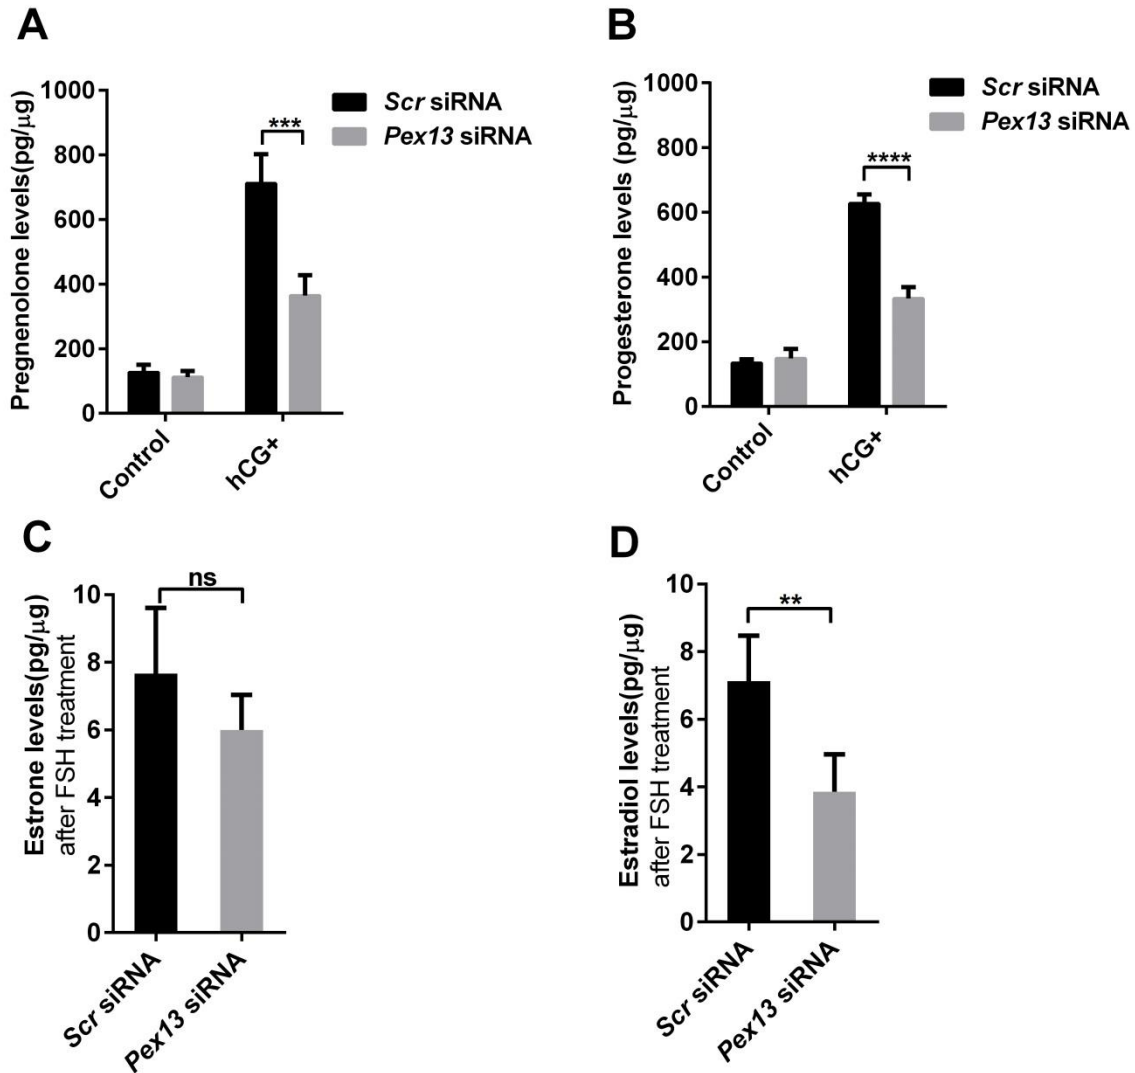 A
Pregnenolone levels(pg/μg)
1000
800
600
400
200
0
Scr siRNA
Pex13 siRNA
***
Control
hCG+
B
Progesterone levels (pg/μg)
1000
800
600
400
200
0
Scr siRNA
Pex13 siRNA
****
Control
hCG+
C
Estrone levels(pg/μg)
after FSH treatment
10
8
6
4
2
0
ns
Scr siRNA
Pex13 siRNA
D
Estradiol levels(pg/μg)
after FSH treatment
10
8
6
4
2
0
**
Scr siRNA
Pex13 siRNA